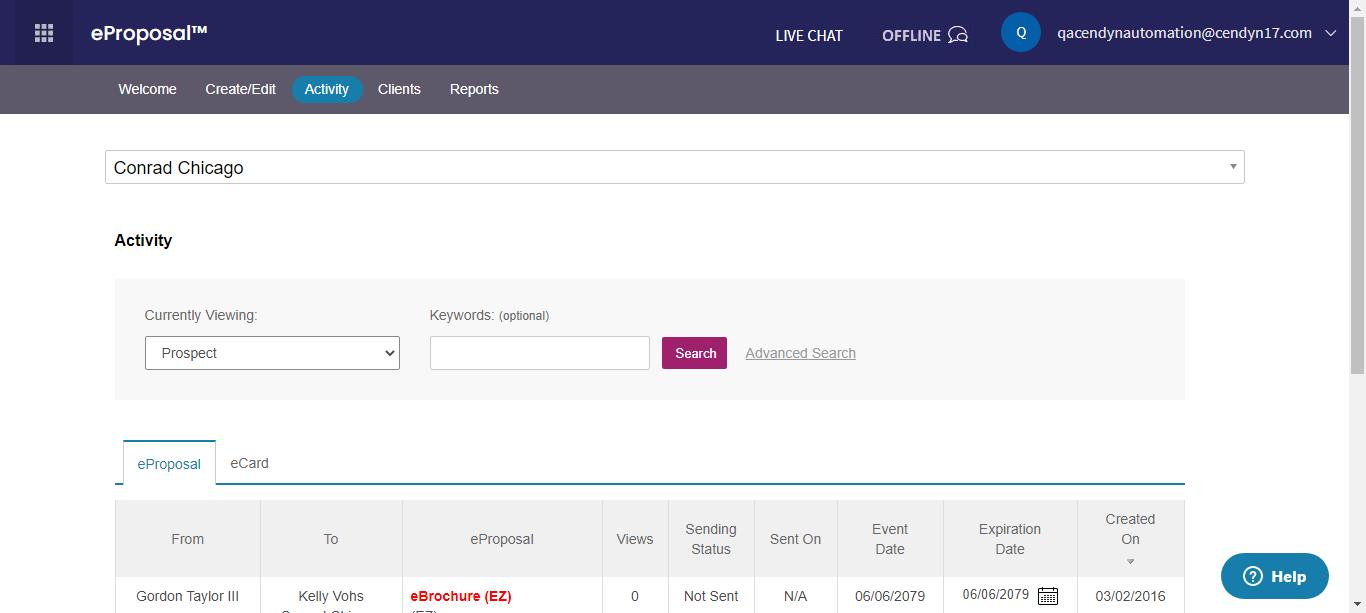 eProposal™
LIVE CHAT
OFFLINE
Q
qacendynautomation@cendyn17.com
Welcome
Create/Edit
Activity
Clients
Reports
Conrad Chicago
Activity
Currently Viewing:
Keywords: (optional)
Prospect
Search
Advanced Search
eProposal
eCard
From
To
eProposal
Views
Sending
Status
Sent On
Event
Date
Expiration
Date
Created
On
Gordon Taylor III
Kelly Vohs
eBrochure (EZ)
0
Not Sent
N/A
06/06/2079
06/06/2079
03/02/2016
? Help